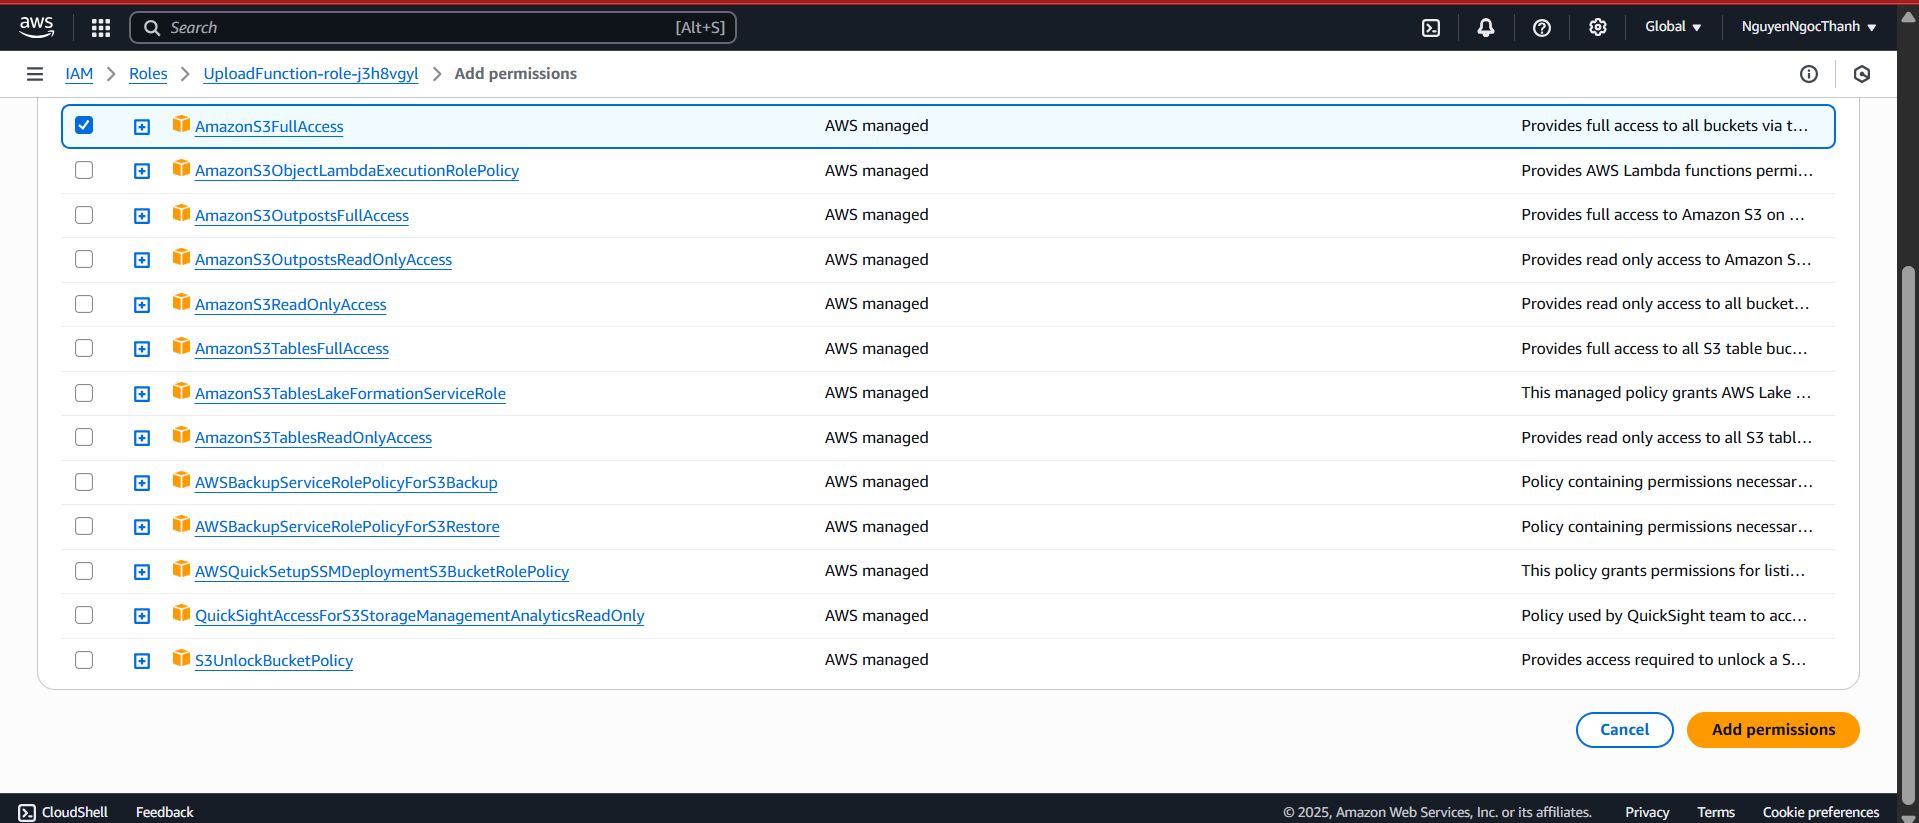 aws
Search [Alt+S]
Global
NguyenNgocThanh
IAM > Roles > UploadFunction-role-j3h8vgyl > Add permissions
AmazonS3FullAccess AWS managed Provides full access to all buckets via t...
AmazonS3ObjectLambdaExecutionRolePolicy AWS managed Provides AWS Lambda functions permi...
AmazonS3OutpostsFullAccess AWS managed Provides full access to Amazon S3 on ...
AmazonS3OutpostsReadOnlyAccess AWS managed Provides read only access to Amazon S...
AmazonS3ReadOnlyAccess AWS managed Provides read only access to all bucket...
AmazonS3TablesFullAccess AWS managed Provides full access to all S3 table buc...
AmazonS3TablesLakeFormationServiceRole AWS managed This managed policy grants AWS Lake ...
AmazonS3TablesReadOnlyAccess AWS managed Provides read only access to all S3 tabl...
AWSBackupServiceRolePolicyForS3Backup AWS managed Policy containing permissions necessar...
AWSBackupServiceRolePolicyForS3Restore AWS managed Policy containing permissions necessar...
AWSQuickSetupSSMDeploymentS3BucketRolePolicy AWS managed This policy grants permissions for listi...
QuickSightAccessForS3StorageManagementAnalyticsReadOnly AWS managed Policy used by QuickSight team to acc...
S3UnlockBucketPolicy AWS managed Provides access required to unlock a S...
Cancel Add permissions
CloudShell Feedback © 2025, Amazon Web Services, Inc. or its affiliates. Privacy Terms Cookie preferences